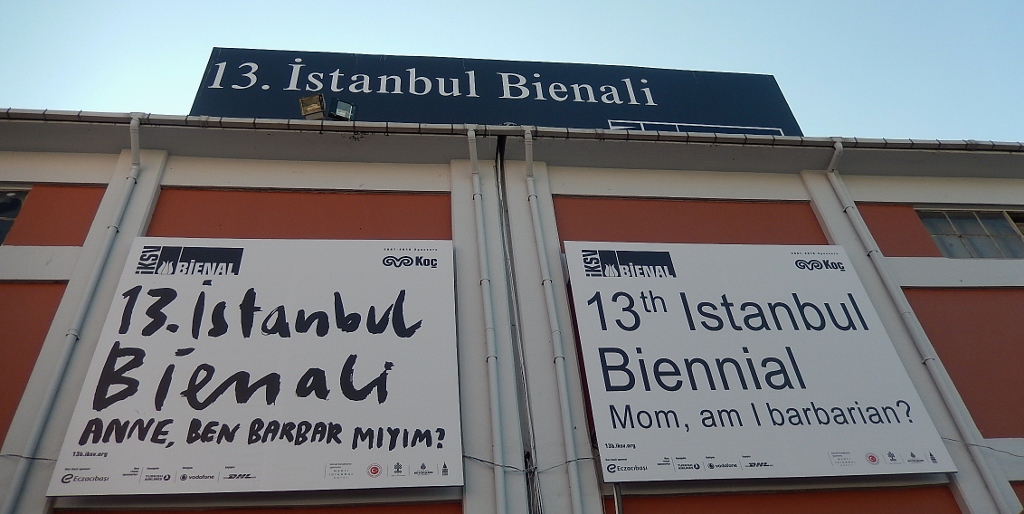 13. İstanbul Bienali
İKSV
BİENAL
Koç
13. İstanbul
Bienali
ANNE, BEN BARBAR MIYIM?
13b.iksv.org
Eczacıbaşı
vodafone
DHL
İKSV
BİENAL
Koç
13th Istanbul
Biennial
Mom, am I barbarian?
13b.iksv.org
Eczacıbaşı
vodafone
DHL